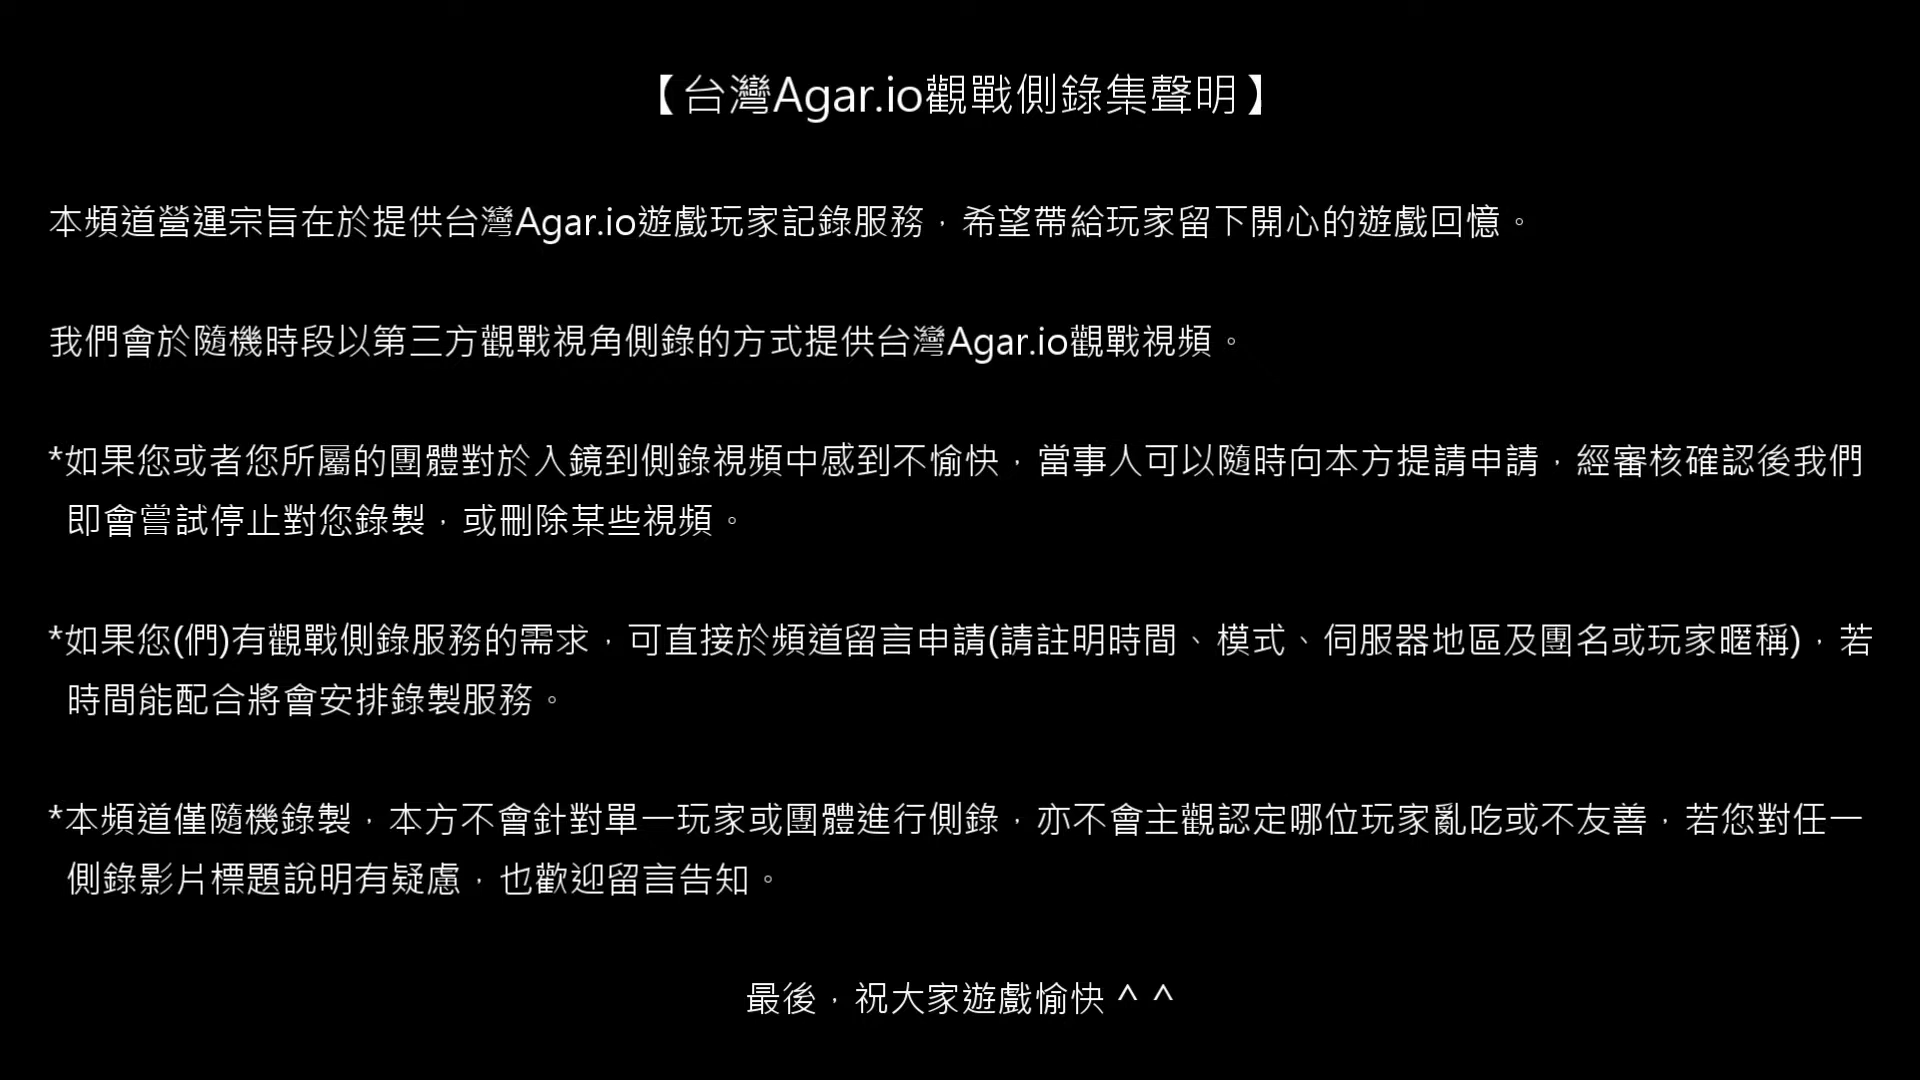 【台灣Agar.io觀戰側錄集聲明】
本頻道營運宗旨在於提供台灣Agar.io遊戲玩家記錄服務，希望帶給玩家留下開心的遊戲回憶。
我們會於隨機時段以第三方觀戰視角側錄的方式提供台灣Agar.io觀戰視頻。
*如果您或者您所屬的團體對於入鏡到側錄視頻中感到不愉快，當事人可以隨時向本方提請申請，經審核確認後我們
即會嘗試停止對您錄製，或刪除某些視頻。
*如果您(們)有觀戰側錄服務的需求，可直接於頻道留言申請(請註明時間、模式、伺服器地區及團名或玩家暱稱)，若
時間能配合將會安排錄製服務。
*本頻道僅隨機錄製，本方不會針對單一玩家或團體進行側錄，亦不會主觀認定哪位玩家亂吃或不友善，若您對任一
側錄影片標題說明有疑慮，也歡迎留言告知。
最後，祝大家遊戲愉快 ^ ^